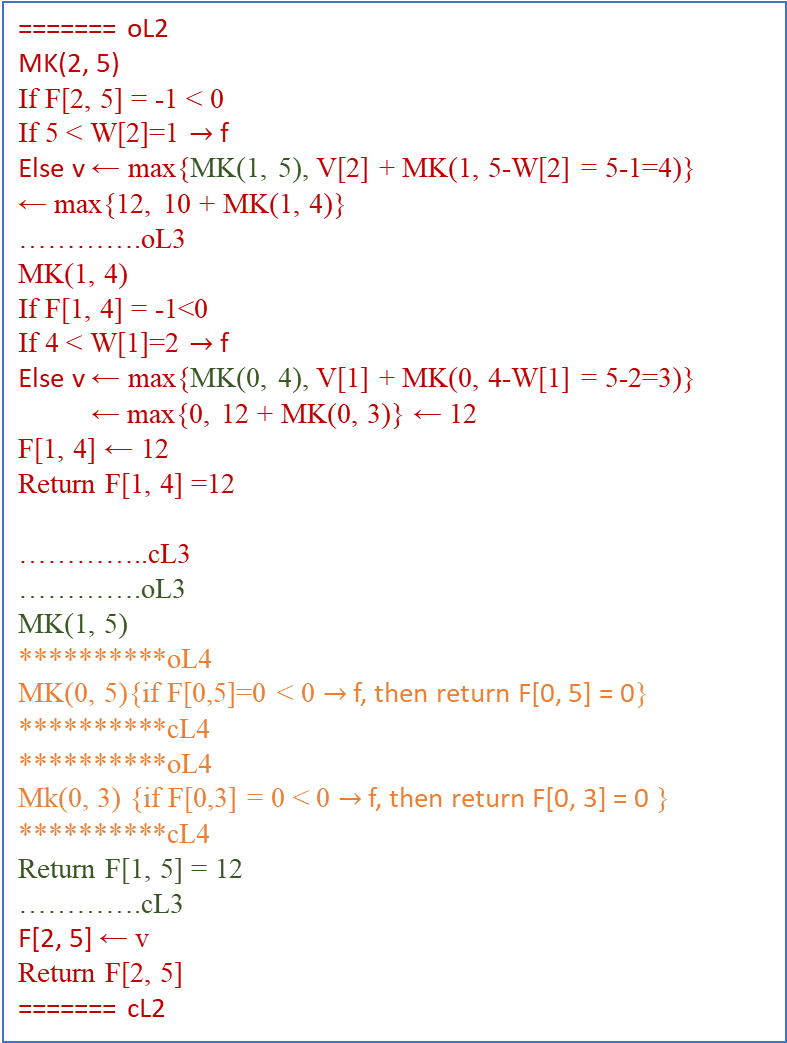 ======= oL2
MK(2, 5)
If F[2, 5] = -1 < 0
If 5 < W[2]=1 → f
Else v ← max{MK(1, 5), V[2] + MK(1, 5-W[2] = 5-1=4)}
← max{12, 10 + MK(1, 4)}
………….oL3
MK(1, 4)
If F[1, 4] = -1<0
If 4 < W[1]=2 → f
Else v ← max{MK(0, 4), V[1] + MK(0, 4-W[1] = 5-2=3)}
← max{0, 12 + MK(0, 3)} ← 12
F[1, 4] ← 12
Return F[1, 4] =12
…………..cL3
………….oL3
MK(1, 5)
**********oL4
MK(0, 5){if F[0,5]=0 < 0 → f, then return F[0, 5] = 0}
**********cL4
**********oL4
Mk(0, 3) {if F[0,3] = 0 < 0 → f, then return F[0, 3] = 0 }
**********cL4
Return F[1, 5] = 12
………….cL3
F[2, 5] ← v
Return F[2, 5]
======= cL2